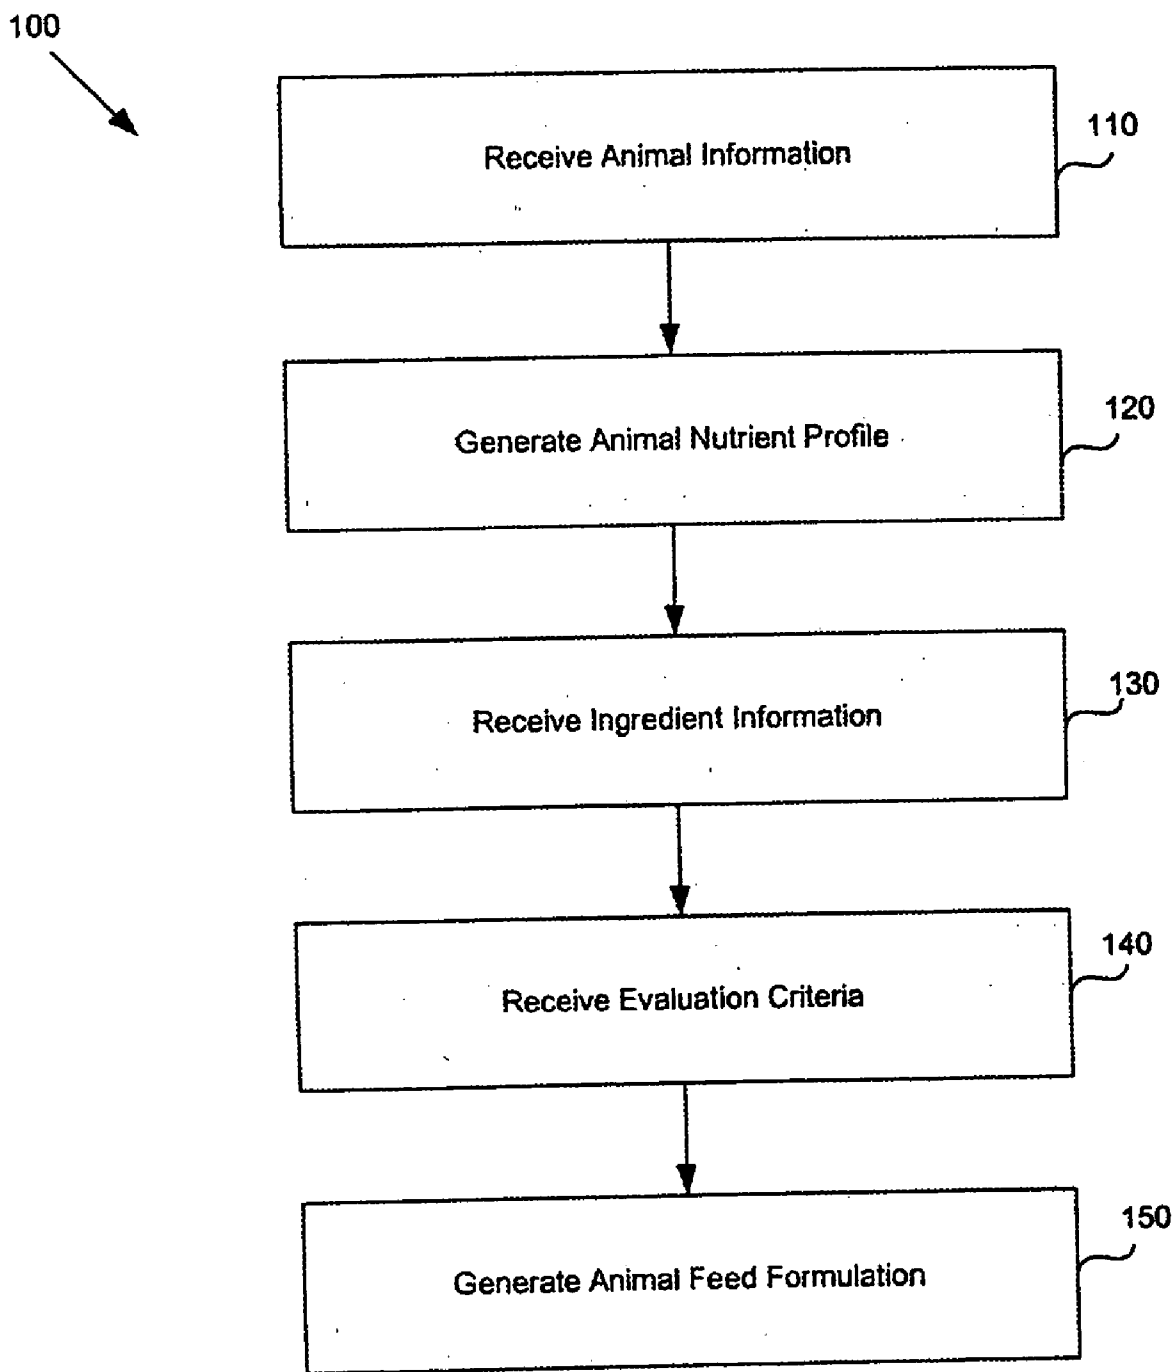 100
Receive Animal Information
110
Generate Animal Nutrient Profile
120
Receive Ingredient Information
130
Receive Evaluation Criteria
140
Generate Animal Feed Formulation
150